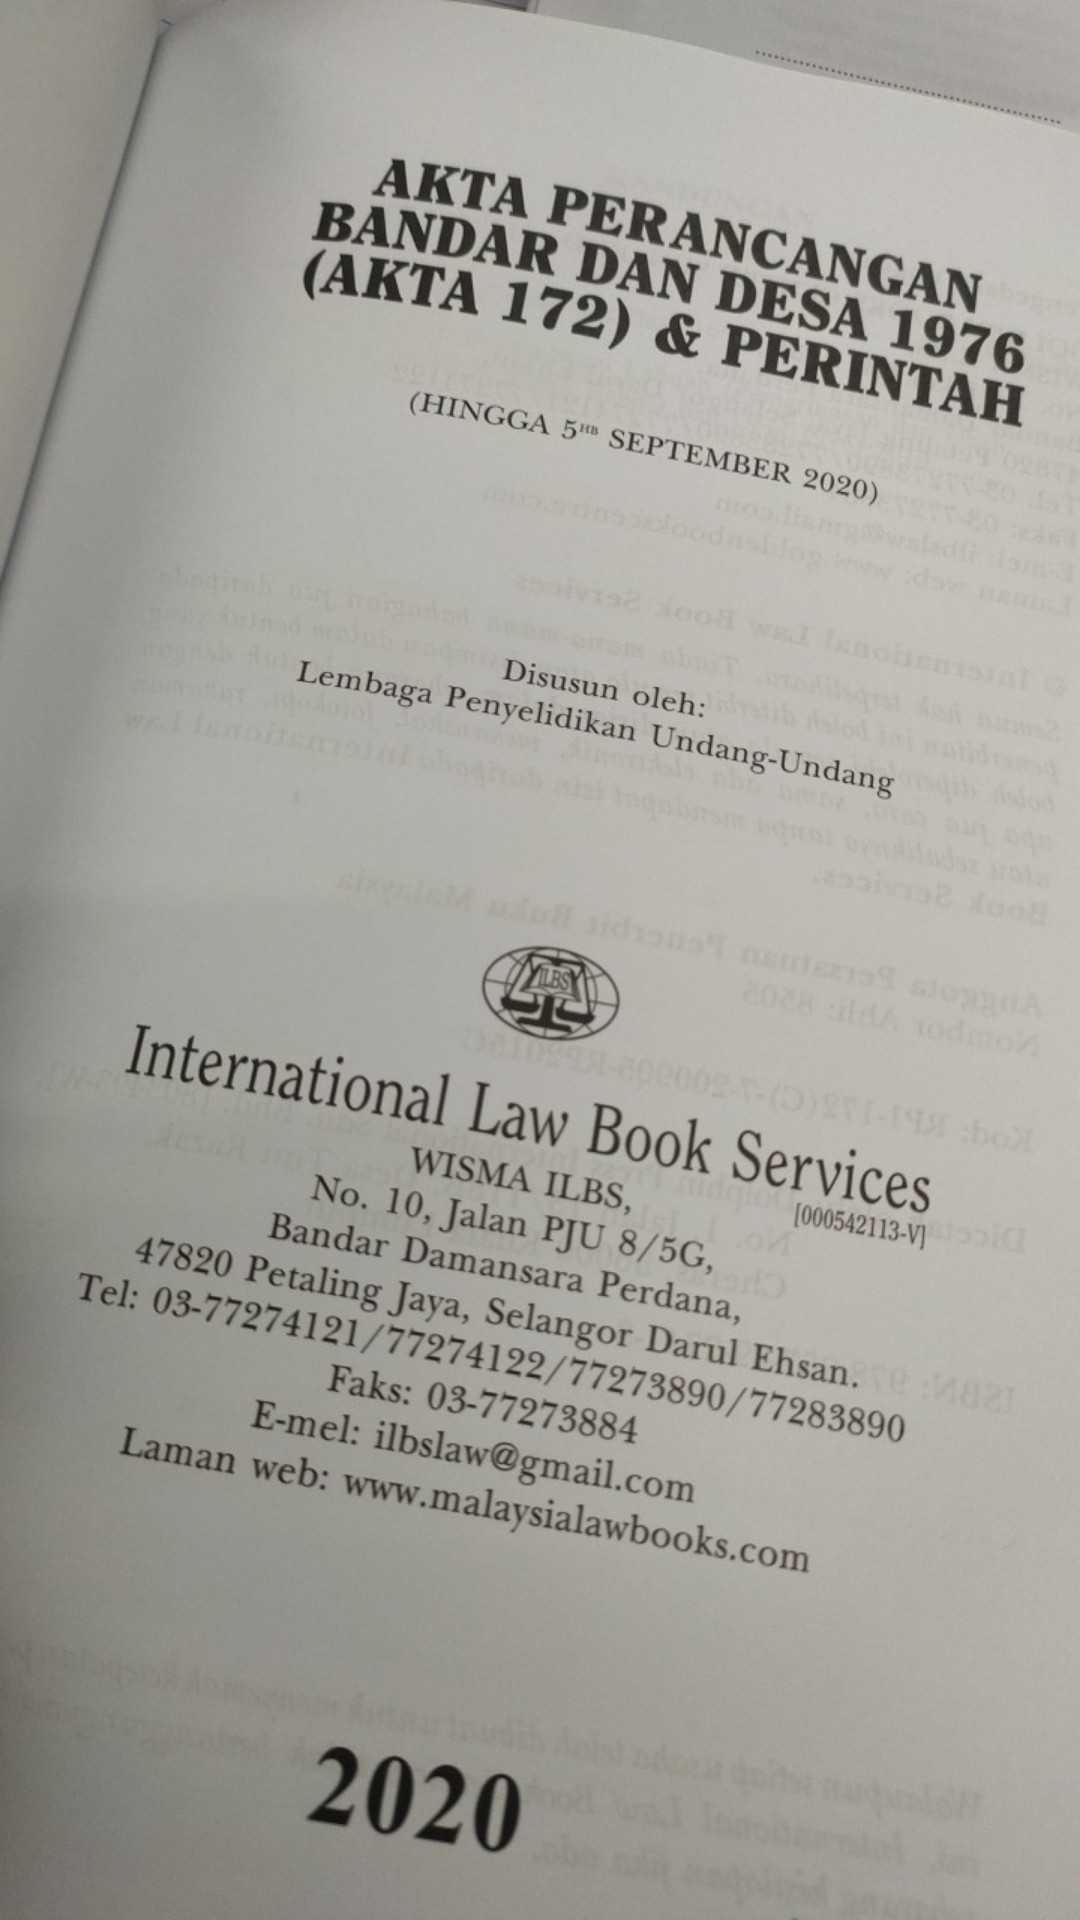 AKTA PERANCANGAN
BANDAR DAN DESA 1976
(AKTA 172) & PERINTAH
(HINGGA 5HB SEPTEMBER 2020)
Disusun oleh:
Lembaga Penyelidikan Undang-Undang
ILBS
International Law Book Services
[000542113-V]
WISMA ILBS,
No. 10, Jalan PJU 8/5G,
Bandar Damansara Perdana,
47820 Petaling Jaya, Selangor Darul Ehsan.
Tel: 03-77274121/77274122/77273890/77283890
Faks: 03-77273884
E-mel: ilbslaw@gmail.com
Laman web: www.malaysialawbooks.com
2020